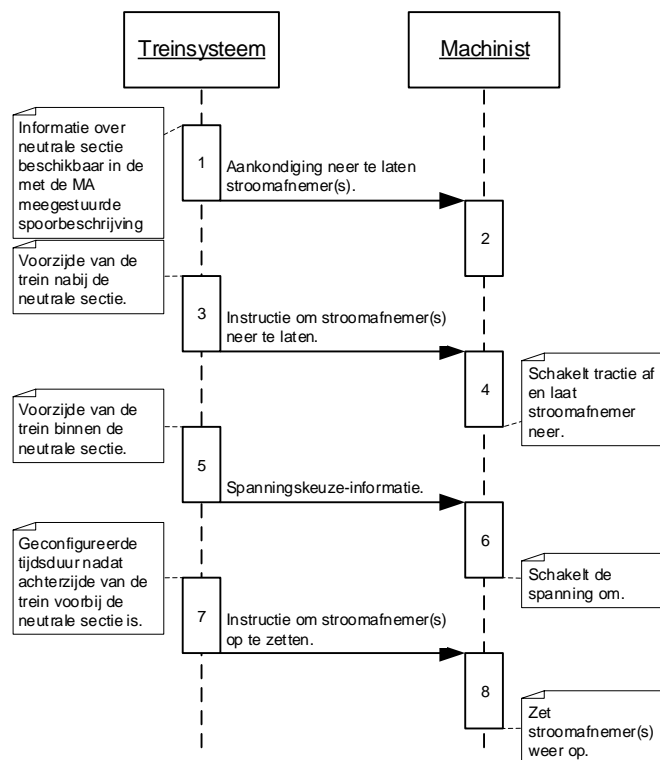 Treinsysteem
Machinist
Informatie over
neutrale sectie
beschikbaar in de
met de MA
meegestuurde
spoorbeschrijving
1
Aankondiging neer te laten
stroomafnemer(s).
2
Voorzijde van de
trein nabij de
neutrale sectie.
3
Instructie om stroomafnemer(s)
neer te laten.
4
Schakelt tractie af
en laat
stroomafnemer
neer.
Voorzijde van de
trein binnen de
neutrale sectie.
5
Spanningskeuze-informatie.
6
Schakelt de
spanning om.
Geconfigureerde
tijdsduur nadat
achterzijde van de
trein voorbij de
neutrale sectie is.
7
Instructie om stroomafnemer(s)
op te zetten.
8
Zet
stroomafnemer(s)
weer op.